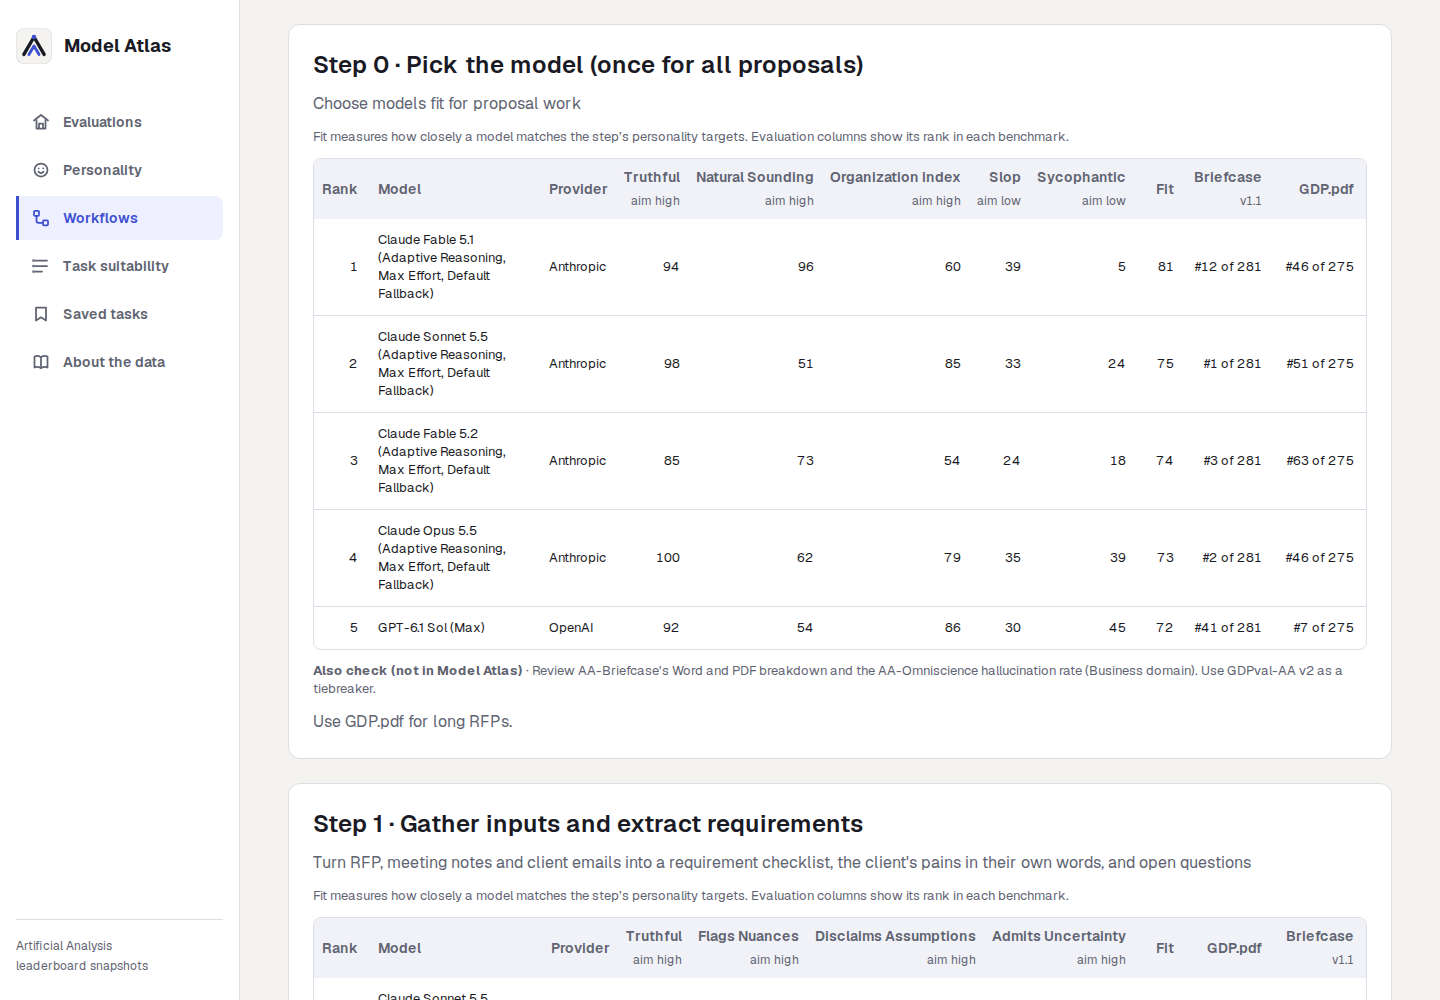 Model Atlas
Evaluations
Personality
Workflows
Task suitability
Saved tasks
About the data
Artificial Analysis
leaderboard snapshots
Step 0 · Pick the model (once for all proposals)
Choose models fit for proposal work
Fit measures how closely a model matches the step's personality targets. Evaluation columns show its rank in each benchmark.
Rank Model Provider Truthful aim high Natural Sounding aim high Organization Index aim high Slop aim low Sycophantic aim low Fit Briefcase v1.1 GDP.pdf
1 Claude Fable 5.1 (Adaptive Reasoning, Max Effort, Default Fallback) Anthropic 94 96 60 39 5 81 #12 of 281 #46 of 275
2 Claude Sonnet 5.5 (Adaptive Reasoning, Max Effort, Default Fallback) Anthropic 98 51 85 33 24 75 #1 of 281 #51 of 275
3 Claude Fable 5.2 (Adaptive Reasoning, Max Effort, Default Fallback) Anthropic 85 73 54 24 18 74 #3 of 281 #63 of 275
4 Claude Opus 5.5 (Adaptive Reasoning, Max Effort, Default Fallback) Anthropic 100 62 79 35 39 73 #2 of 281 #46 of 275
5 GPT-6.1 Sol (Max) OpenAI 92 54 86 30 45 72 #41 of 281 #7 of 275
Also check (not in Model Atlas) · Review AA-Briefcase's Word and PDF breakdown and the AA-Omniscience hallucination rate (Business domain). Use GDPval-AA v2 as a
tiebreaker.
Use GDP.pdf for long RFPs.
Step 1 · Gather inputs and extract requirements
Turn RFP, meeting notes and client emails into a requirement checklist, the client's pains in their own words, and open questions
Fit measures how closely a model matches the step's personality targets. Evaluation columns show its rank in each benchmark.
Rank Model Provider Truthful aim high Flags Nuances aim high Disclaims Assumptions aim high Admits Uncertainty aim high Fit GDP.pdf Briefcase v1.1
Claude Sonnet 5.5